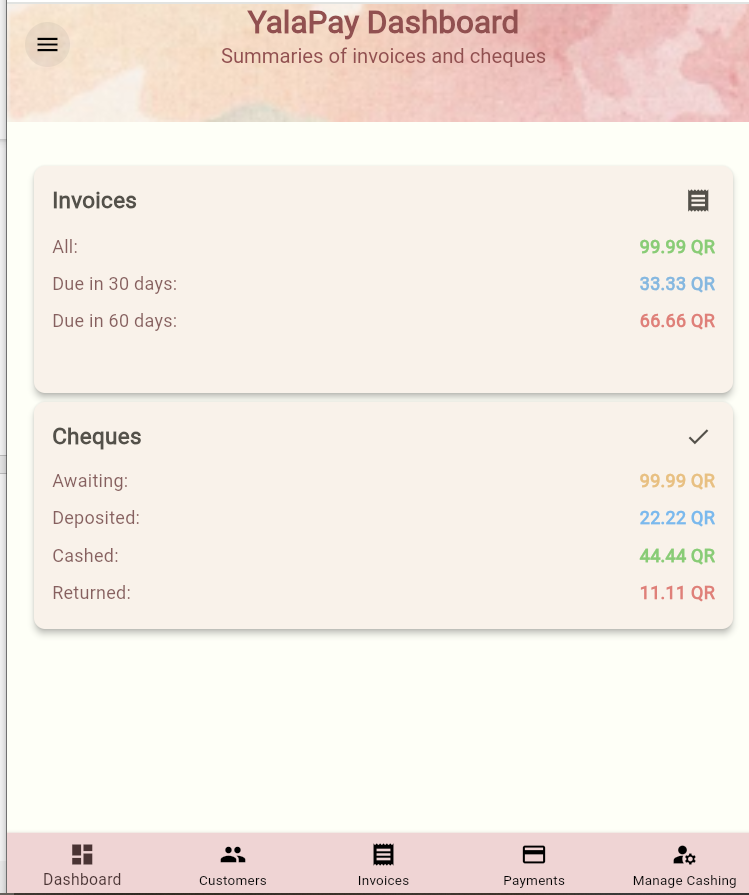 YalaPay Dashboard
Summaries of invoices and cheques
Invoices
All: 99.99 QR
Due in 30 days: 33.33 QR
Due in 60 days: 66.66 QR
Cheques
Awaiting: 99.99 QR
Deposited: 22.22 QR
Cashed: 44.44 QR
Returned: 11.11 QR
Dashboard Customers Invoices Payments Manage Cashing